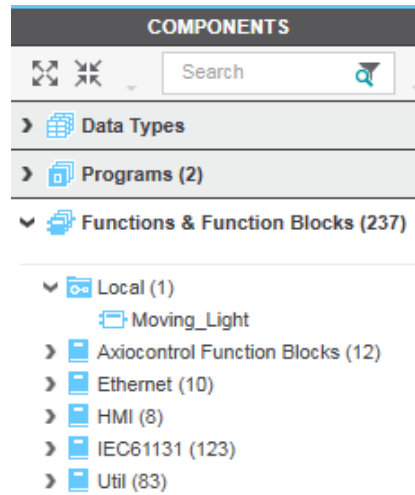 COMPONENTS
Search
Data Types
Programs (2)
Functions & Function Blocks (237)
Local (1)
Moving_Light
Axiocontrol Function Blocks (12)
Ethernet (10)
HMI (8)
IEC61131 (123)
Util (83)